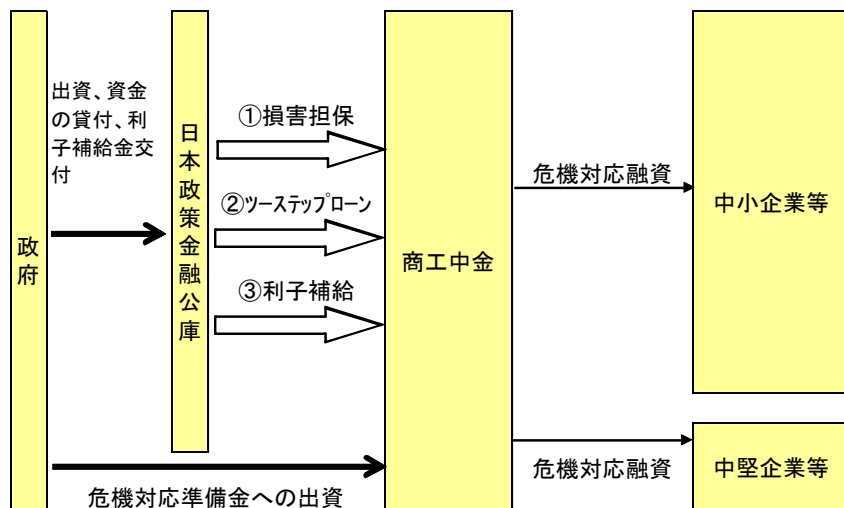 政府
出資、資金
の貸付、利
子補給金交
付
日本政策金融公庫
①損害担保
②ツーステップローン
③利子補給
商工中金
危機対応融資
中小企業等
危機対応融資
中堅企業等
危機対応準備金への出資